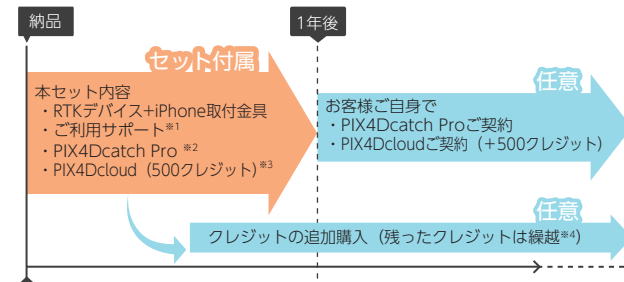 納品
1年後
セット付属
本セット内容
・RTKデバイス+iPhone取付金具
・ご利用サポート※1
・PIX4Dcatch Pro ※2
・PIX4Dcloud（500クレジット)※3
任意
お客様ご自身で
・PIX4Dcatch Proご契約
・PIX4Dcloudご契約（+500クレジット）
任意
クレジットの追加購入（残ったクレジットは繰越※4）